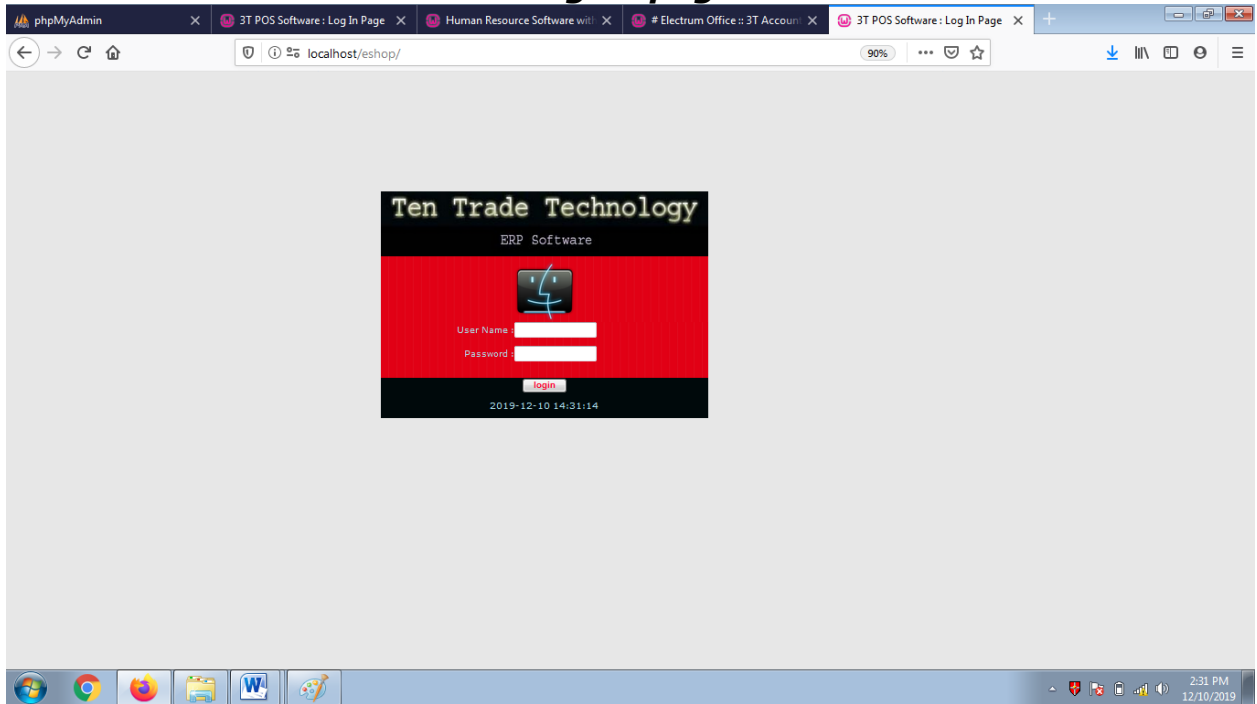 phpMyAdmin
3T POS Software : Log In Page
Human Resource Software with
# Electrum Office :: 3T Account
3T POS Software : Log In Page
localhost/eshop/
90%
Ten Trade Technology
ERP Software
User Name :
Password :
login
2019-12-10 14:31:14
2:31 PM
12/10/2019